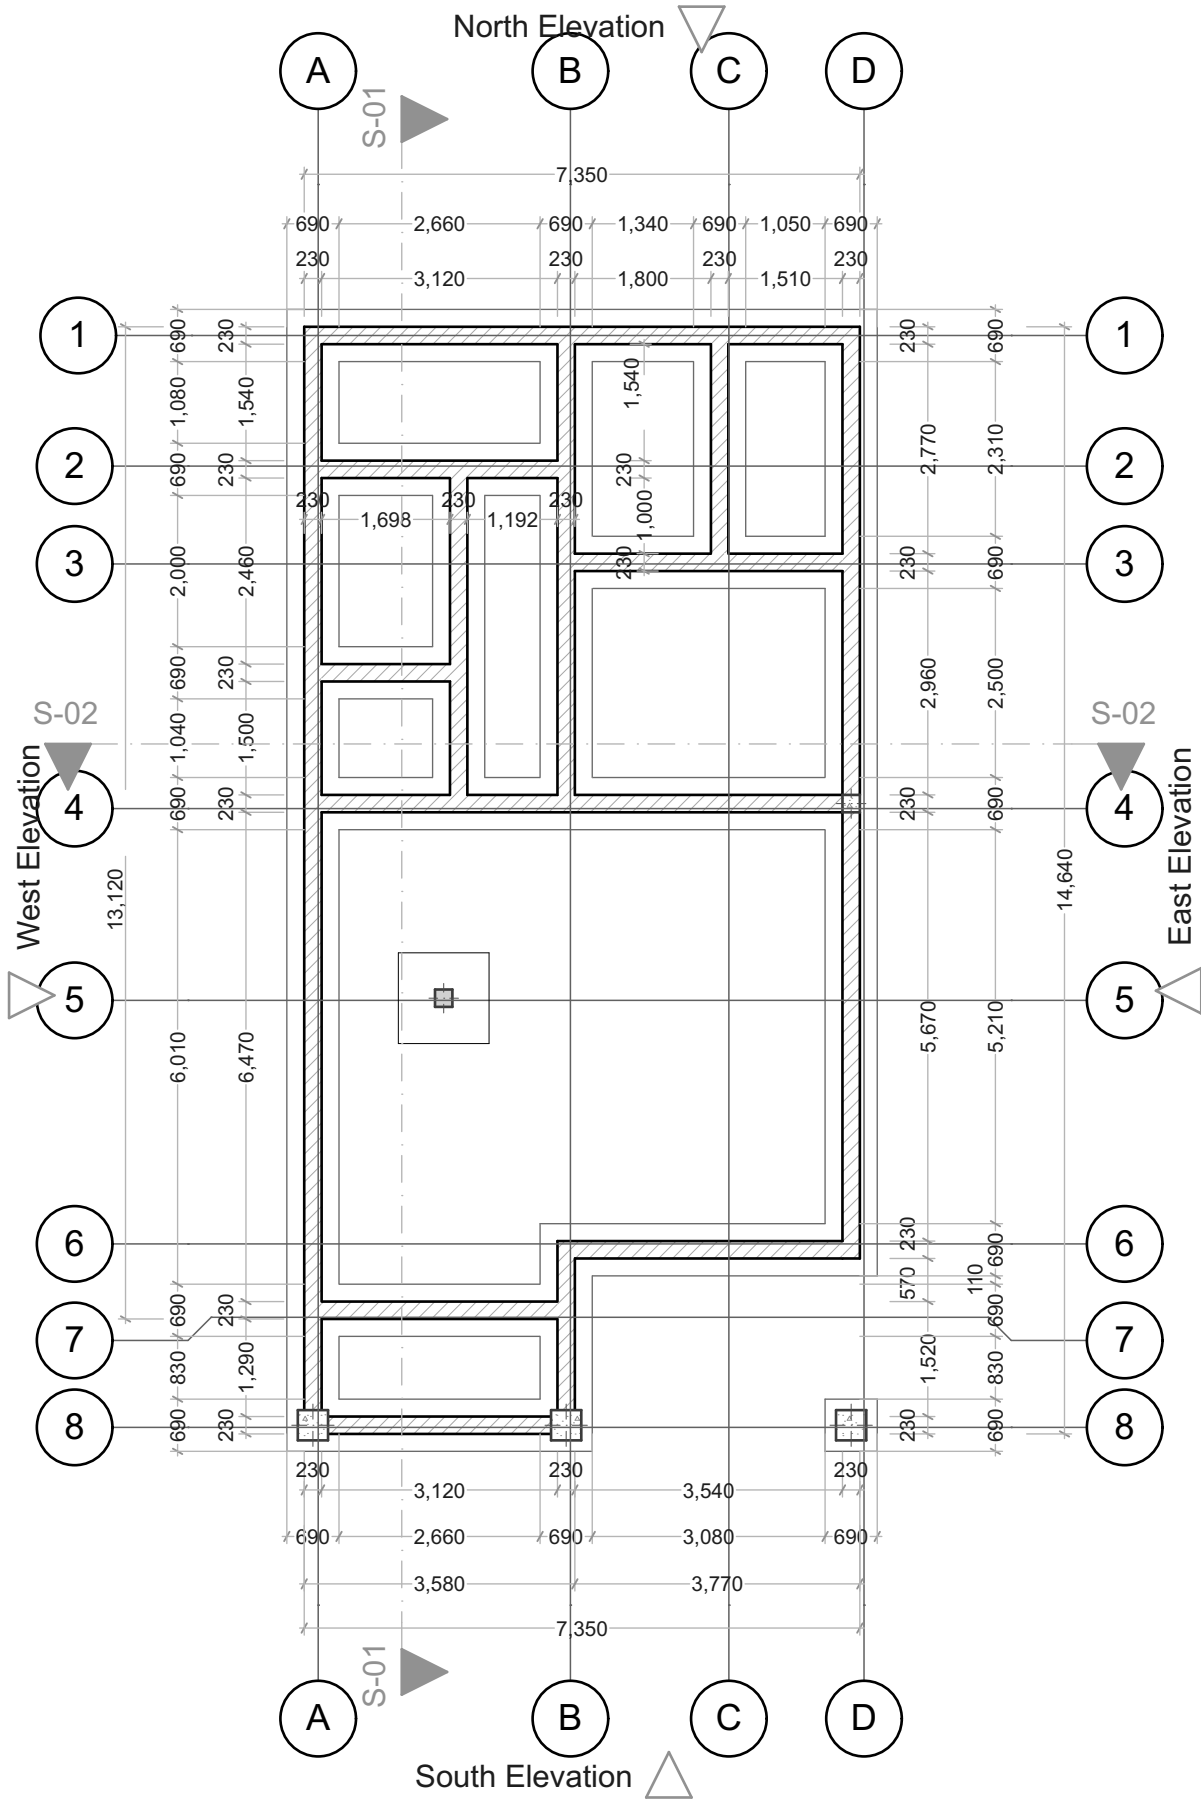 North Elevation
A B C D
S-01
7,350
690 2,660 690 1,340 690 1,050 690
230 230 230 230
3,120 1,800 1,510
1 690 230 230 690 1
1,080 1,540 1,540 2,770 2,310
2 690 230 230 2
230 230 230
1,698 1,192 1,000
3 2,000 2,460 230 230 690 3
690 230 2,960 2,500
S-02 S-02
1,040 1,500
4 690 230 230 690 4
West Elevation
East Elevation
13,120 14,640
5 5
6,010 6,470 5,670 5,210
6 230 690 6
570 110
690 230 690
7 7
830 1,290 1,520 830
8 690 230 230 690 8
230 230 230
3,120 3,540
690 2,660 690 3,080 690
3,580 3,770
7,350
S-01
A B C D
South Elevation